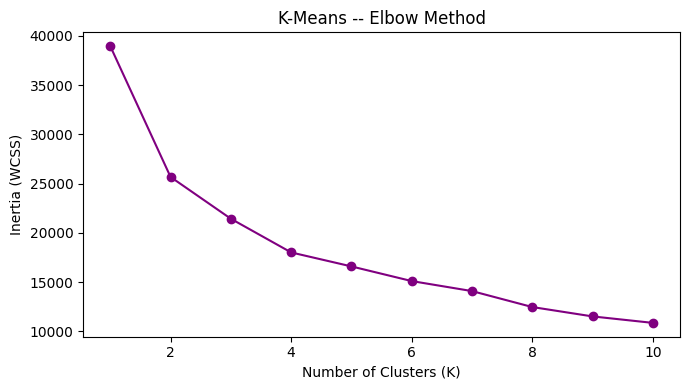 K-Means -- Elbow Method
Inertia (WCSS)
40000
35000
30000
25000
20000
15000
10000
2 4 6 8 10
Number of Clusters (K)